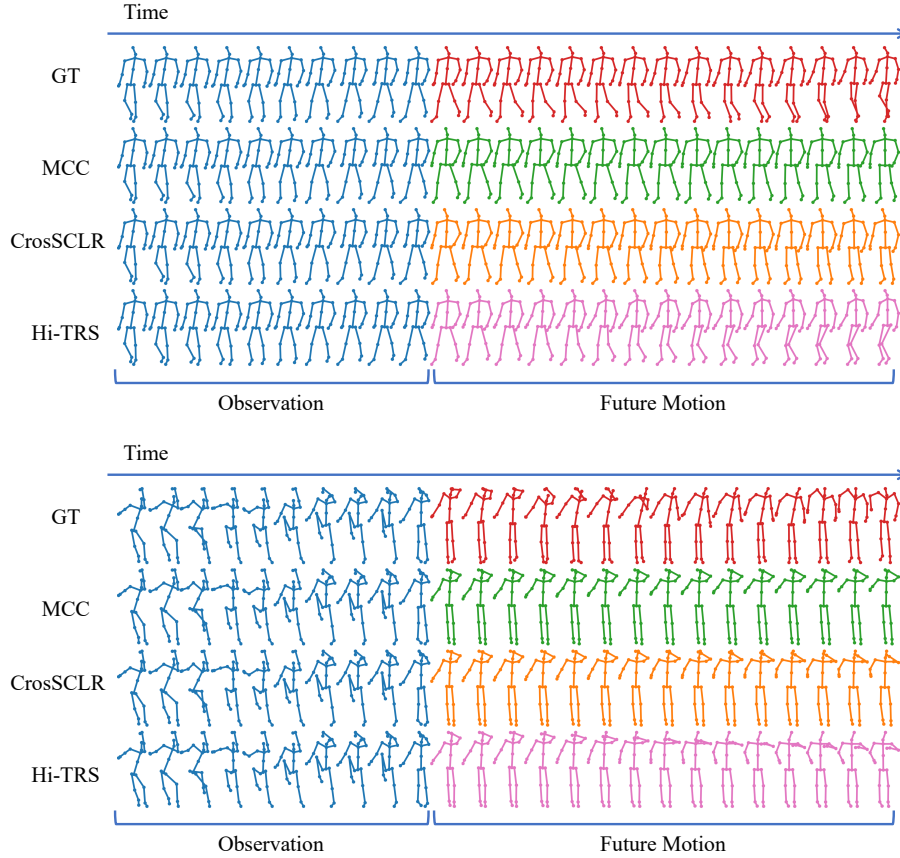 Time
GT
MCC
CrosSCLR
Hi-TRS
Observation Future Motion
Time
GT
MCC
CrosSCLR
Hi-TRS
Observation Future Motion